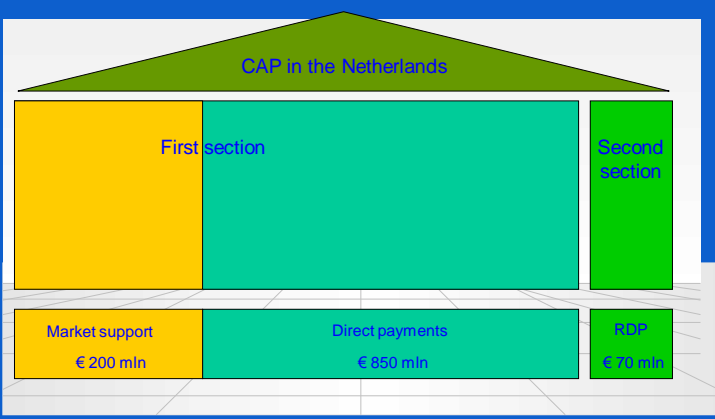 CAP in the Netherlands
First section
Second
section
Market support
€ 200 mln
Direct payments
€ 850 mln
RDP
€ 70 mln